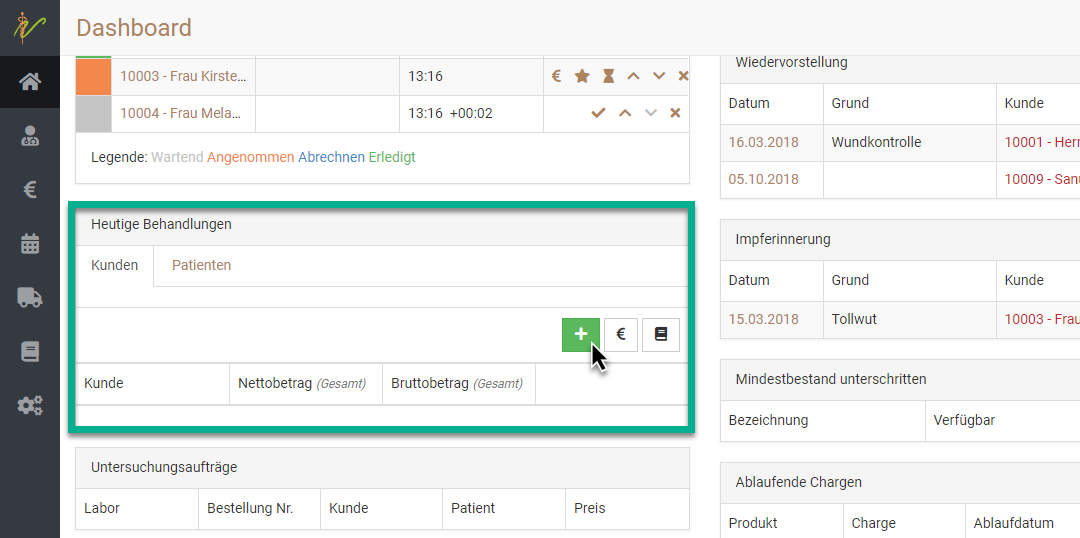 Dashboard
10003 - Frau Kirste... 13:16
10004 - Frau Mela... 13:16 +00:02
Legende: Wartend Angenommen Abrechnen Erledigt
Heutige Behandlungen
Kunden Patienten
€
Kunde Nettobetrag (Gesamt) Bruttobetrag (Gesamt)
Untersuchungsaufträge
Labor Bestellung Nr. Kunde Patient Preis
Wiedervorstellung
Datum Grund Kunde
16.03.2018 Wundkontrolle 10001 - Herr
05.10.2018 10009 -
Impferinnerung
Datum Grund Kunde
15.03.2018 Tollwut 10003 - Frau
Mindestbestand unterschritten
Bezeichnung Verfügbar
Ablaufende Chargen
Produkt Charge Ablaufdatum